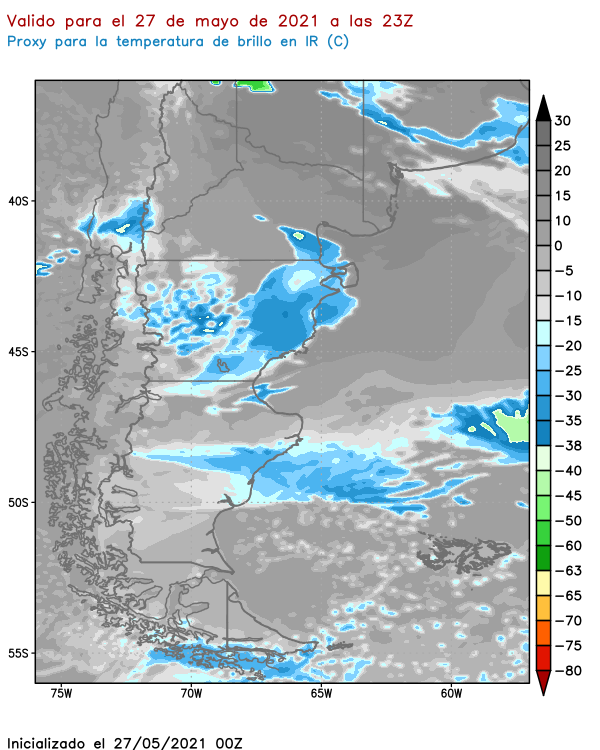 Valido para el 27 de mayo de 2021 a las 23Z
Proxy para la temperatura de brillo en IR (C)
40S
45S
50S
55S
75W
70W
65W
60W
30
25
20
15
10
0
−5
−10
−15
−20
−25
−30
−35
−38
−40
−45
−50
−60
−63
−65
−70
−75
−80
Inicializado el 27/05/2021 00Z